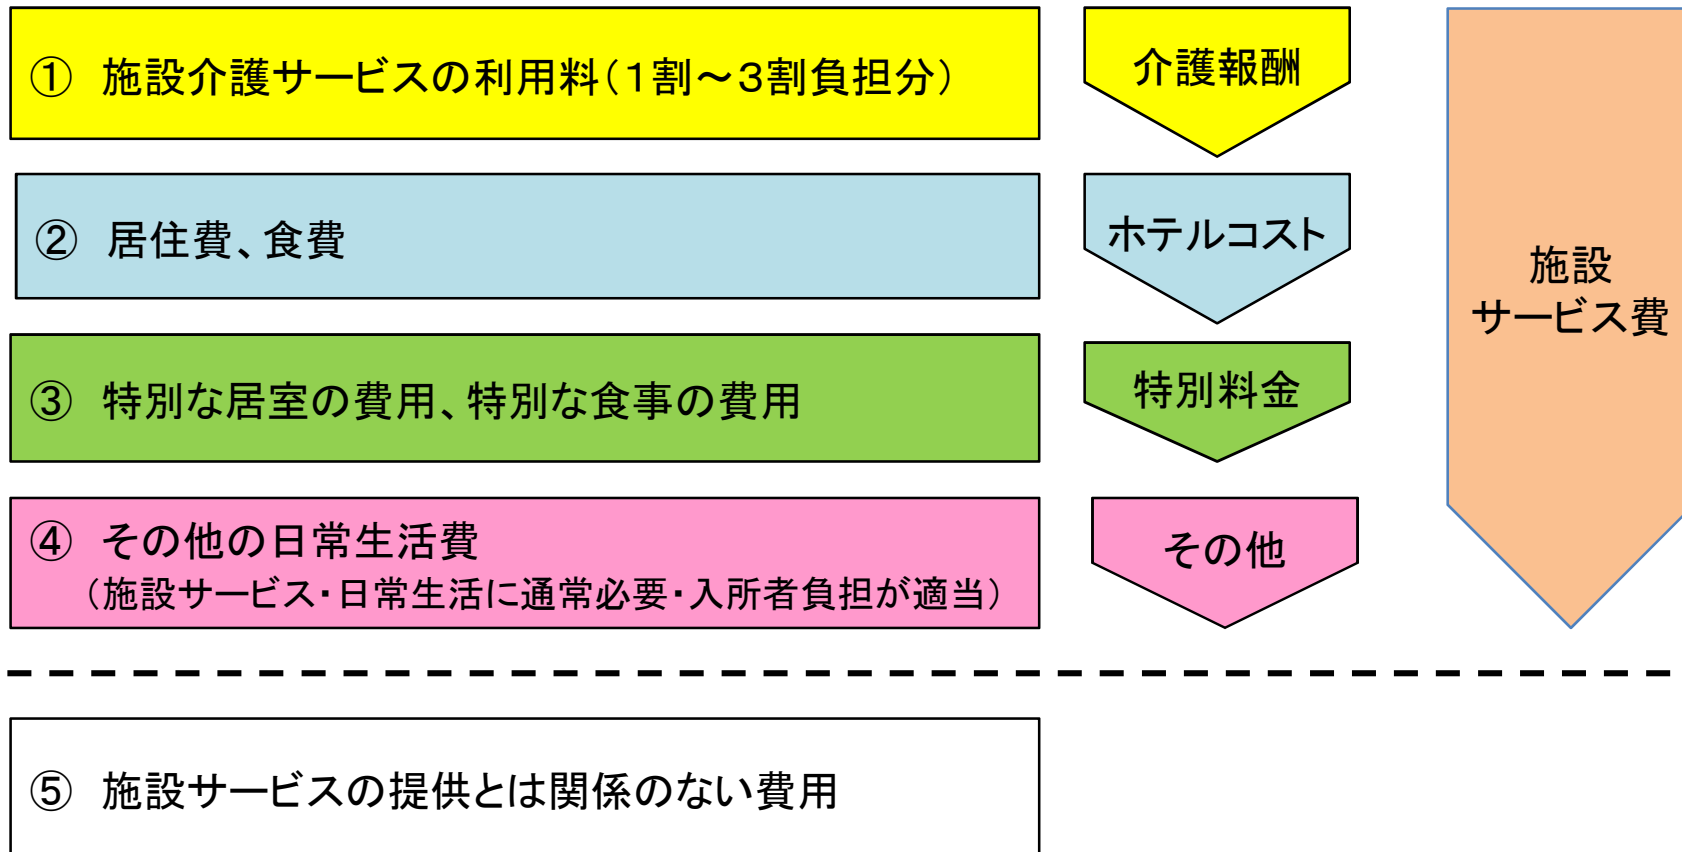 ① 施設介護サービスの利用料(1割～3割負担分)
介護報酬
② 居住費、食費
ホテルコスト
施設
サービス費
③ 特別な居室の費用、特別な食事の費用
特別料金
④ その他の日常生活費
(施設サービス・日常生活に通常必要・入所者負担が適当)
その他
⑤ 施設サービスの提供とは関係のない費用